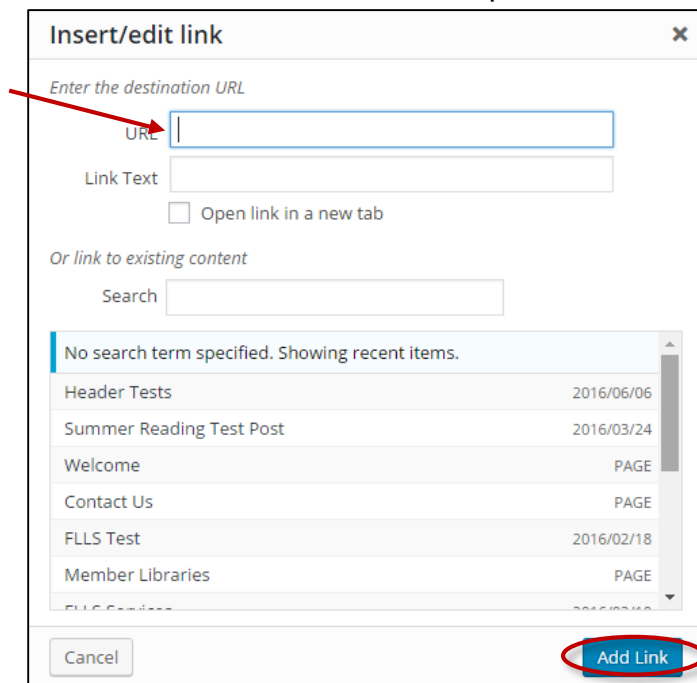 Insert/edit link
Enter the destination URL
URL
Link Text
Open link in a new tab
Or link to existing content
Search
No search term specified. Showing recent items.
Header Tests 2016/06/06
Summer Reading Test Post 2016/03/24
Welcome PAGE
Contact Us PAGE
FLLS Test 2016/02/18
Member Libraries PAGE
FLLS Services
Cancel Add Link